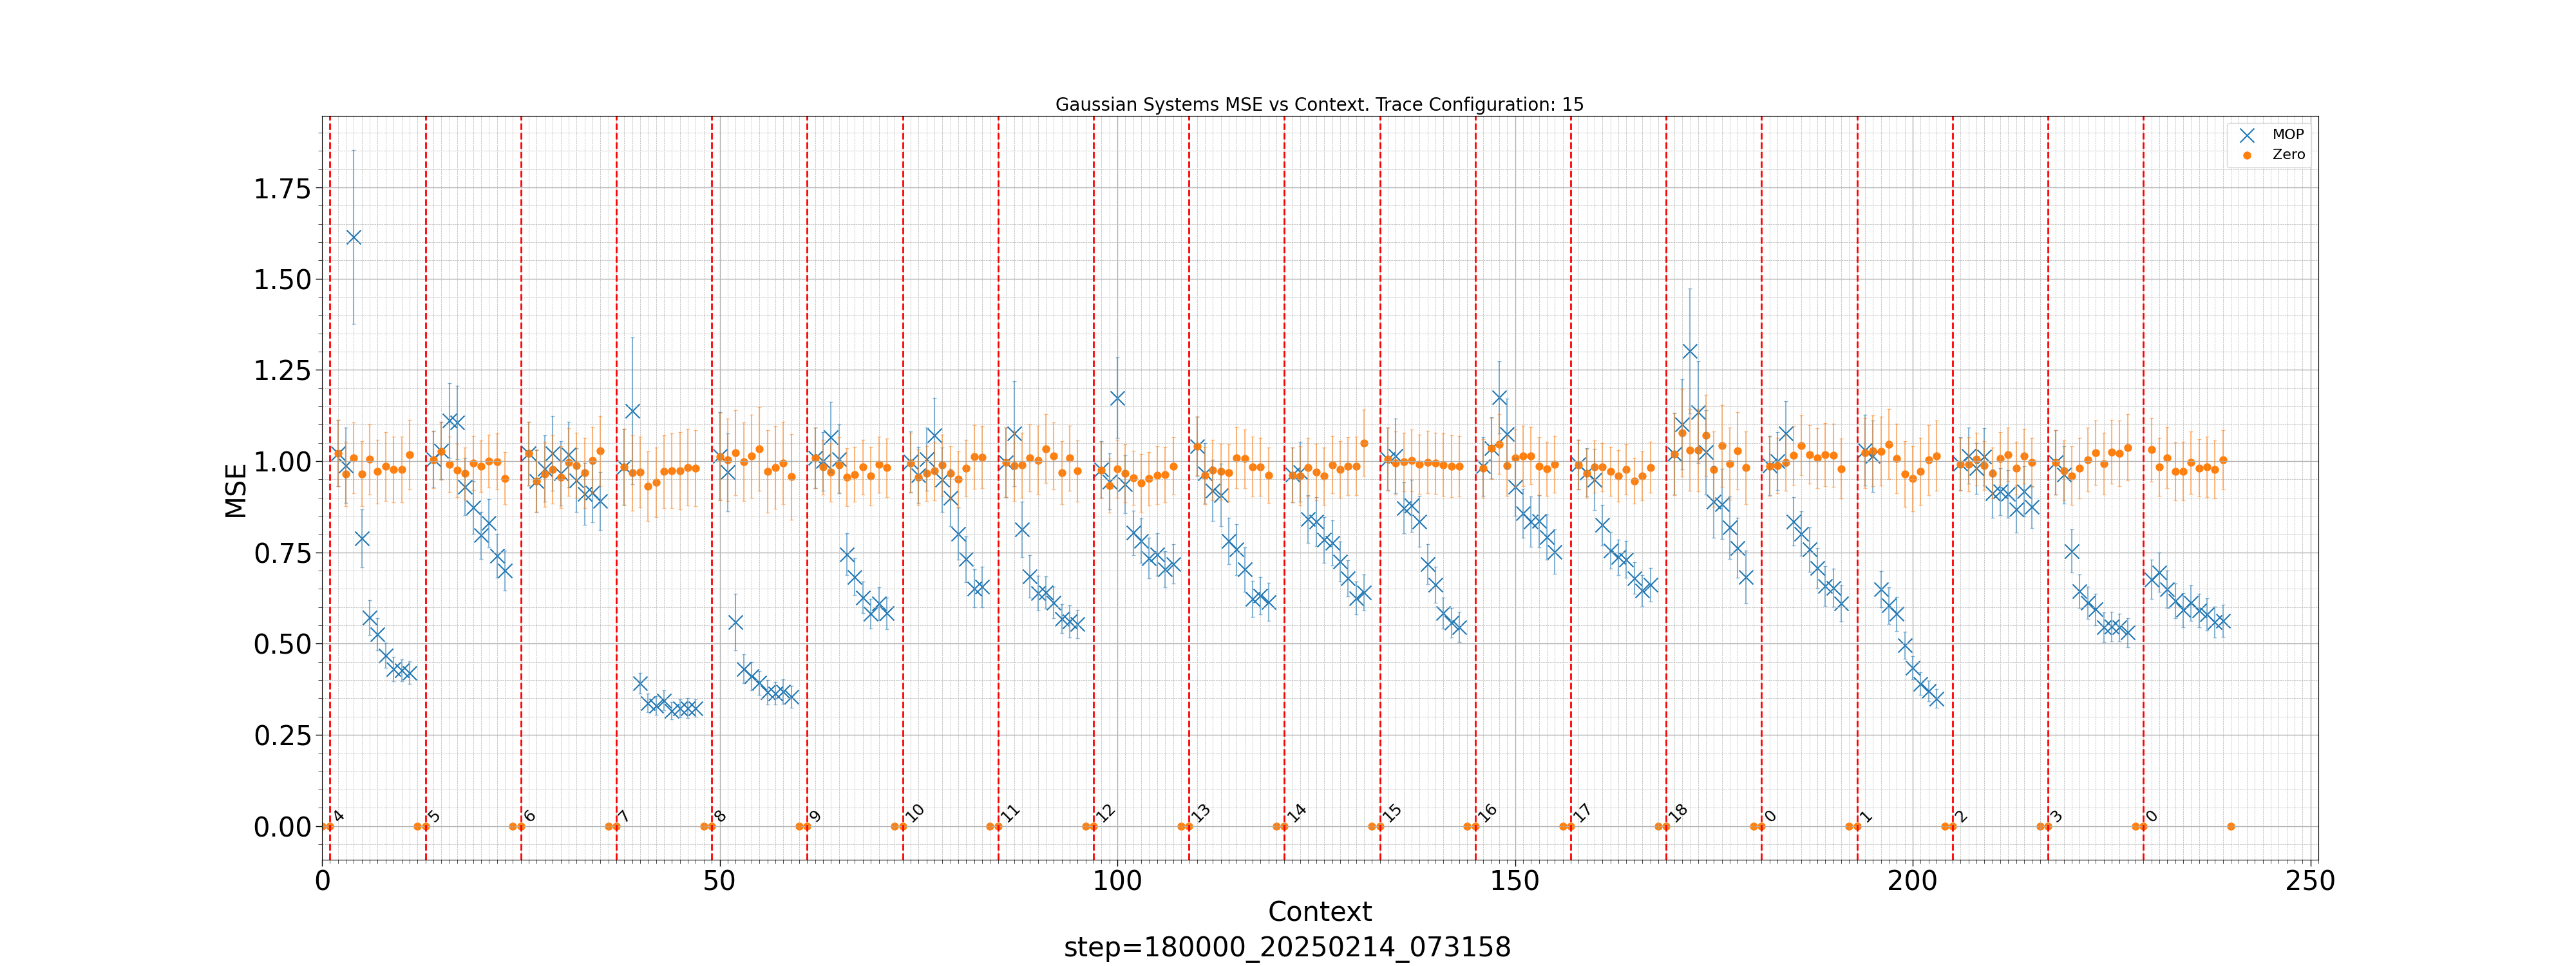 Gaussian Systems MSE vs Context. Trace Configuration: 15
MOP
Zero
MSE
1.75
1.50
1.25
1.00
0.75
0.50
0.25
0.00
4 5 6 7 8 9 10 11 12 13 14 15 16 17 18 0 1 2 3 0
0 50 100 150 200 250
Context
step=180000_20250214_073158